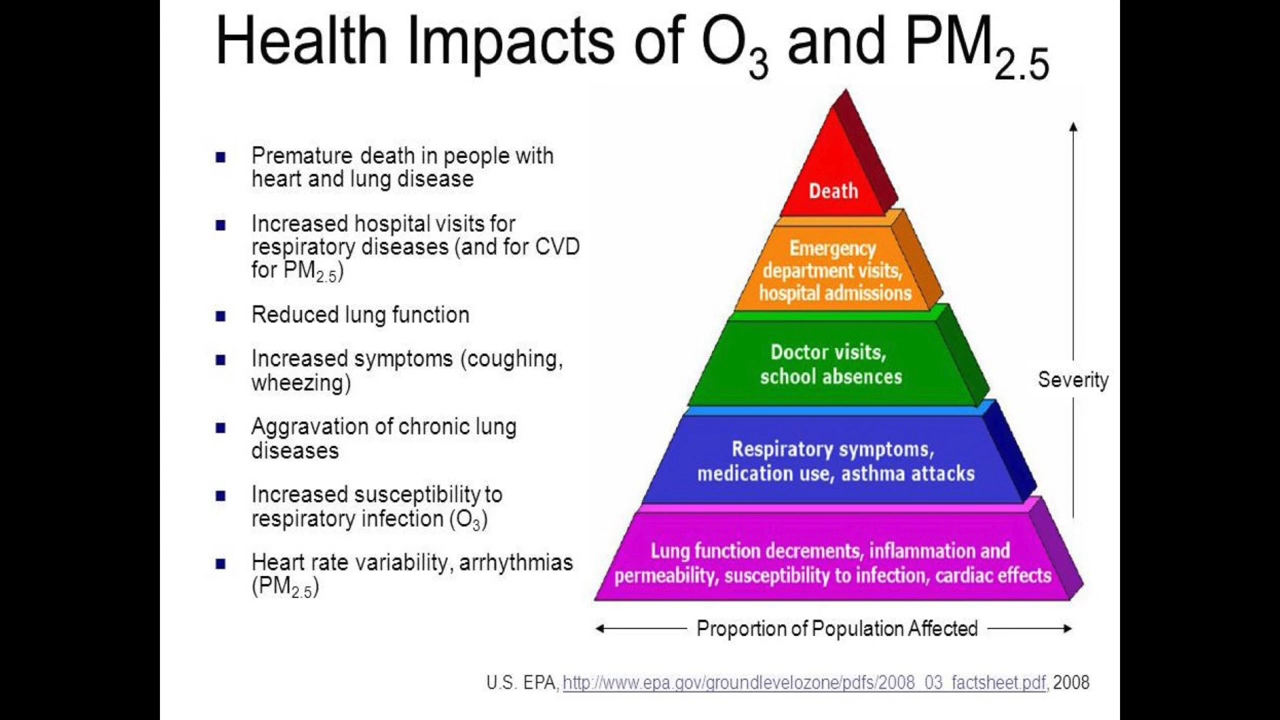 Health Impacts of O3 and PM2.5
Premature death in people with
heart and lung disease
Increased hospital visits for
respiratory diseases (and for CVD
for PM2.5)
Reduced lung function
Increased symptoms (coughing,
wheezing)
Aggravation of chronic lung
diseases
Increased susceptibility to
respiratory infection (O3)
Heart rate variability, arrhythmias
(PM2.5)
Death
Emergency
department visits,
hospital admissions
Doctor visits,
school absences
Respiratory symptoms,
medication use, asthma attacks
Lung function decrements, inflammation and
permeability, susceptibility to infection, cardiac effects
Severity
Proportion of Population Affected
U.S. EPA, http://www.epa.gov/groundlevelozone/pdfs/2008_03_factsheet.pdf, 2008